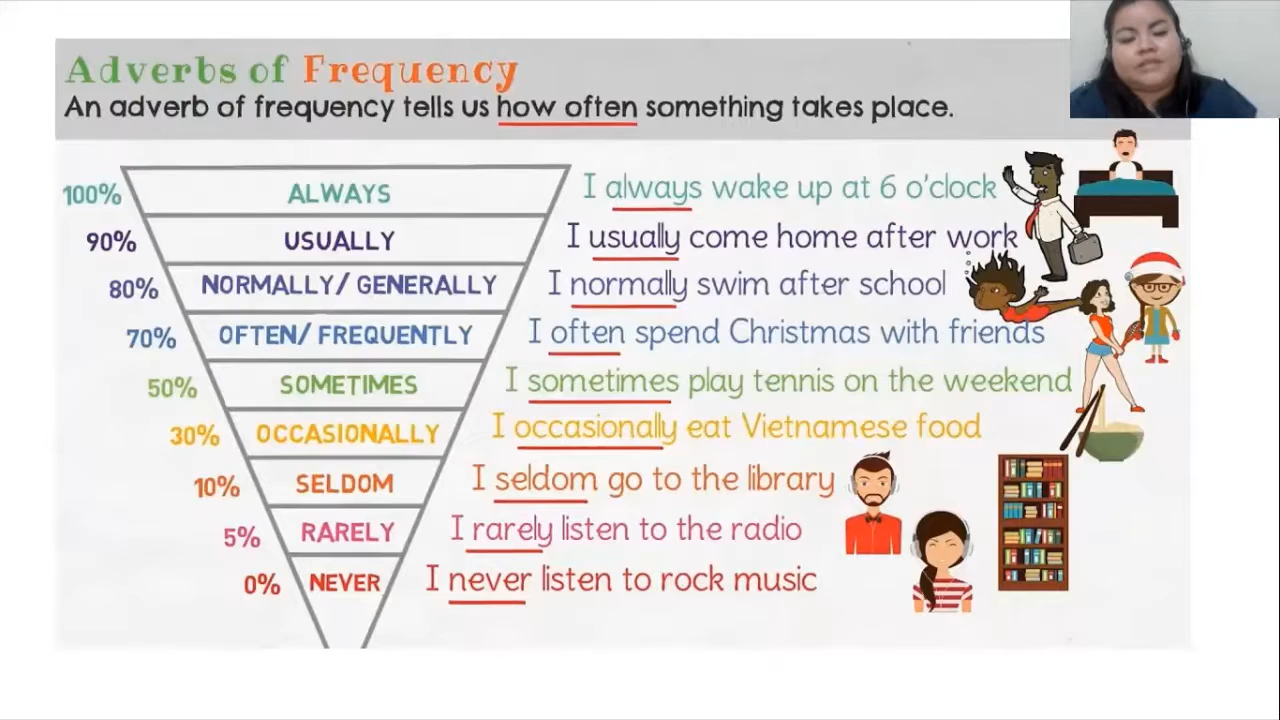 Adverbs of Frequency
An adverb of frequency tells us how often something takes place.
100% ALWAYS I always wake up at 6 o'clock
90% USUALLY I usually come home after work
80% NORMALLY/ GENERALLY I normally swim after school
70% OFTEN/ FREQUENTLY I often spend Christmas with friends
50% SOMETIMES I sometimes play tennis on the weekend
30% OCCASIONALLY I occasionally eat Vietnamese food
10% SELDOM I seldom go to the library
5% RARELY I rarely listen to the radio
0% NEVER I never listen to rock music